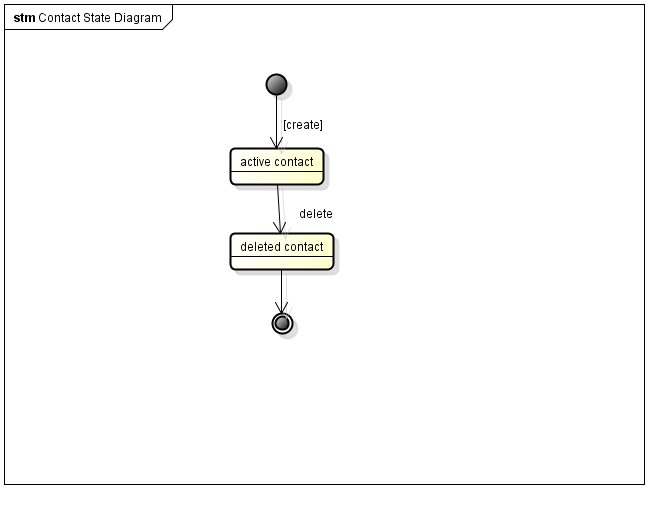 stm Contact State Diagram
[create]
active contact
delete
deleted contact